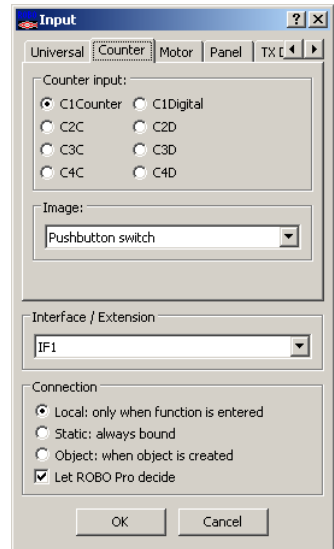 Input
Universal Counter Motor Panel TX
Counter input:
C1Counter C1Digital
C2C C2D
C3C C3D
C4C C4D
Image:
Pushbutton switch
Interface / Extension
IF1
Connection
Local: only when function is entered
Static: always bound
Object: when object is created
Let ROBO Pro decide
OK Cancel